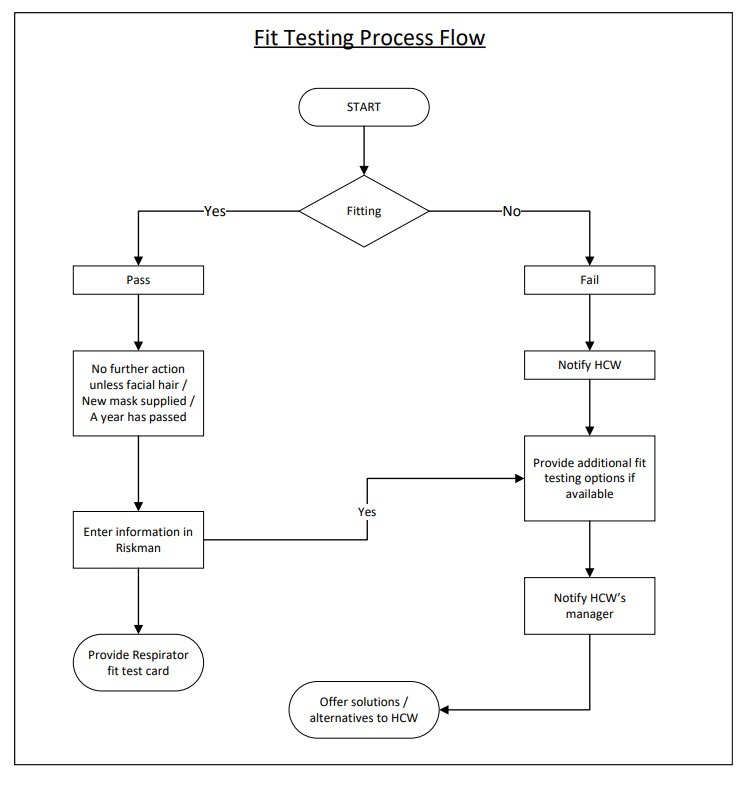 Fit Testing Process Flow
START
Fitting
Yes
No
Pass
Fail
No further action
unless facial hair /
New mask supplied /
A year has passed
Notify HCW
Provide additional fit
testing options if
available
Yes
Enter information in
Riskman
Notify HCW's
manager
Provide Respirator
fit test card
Offer solutions /
alternatives to HCW